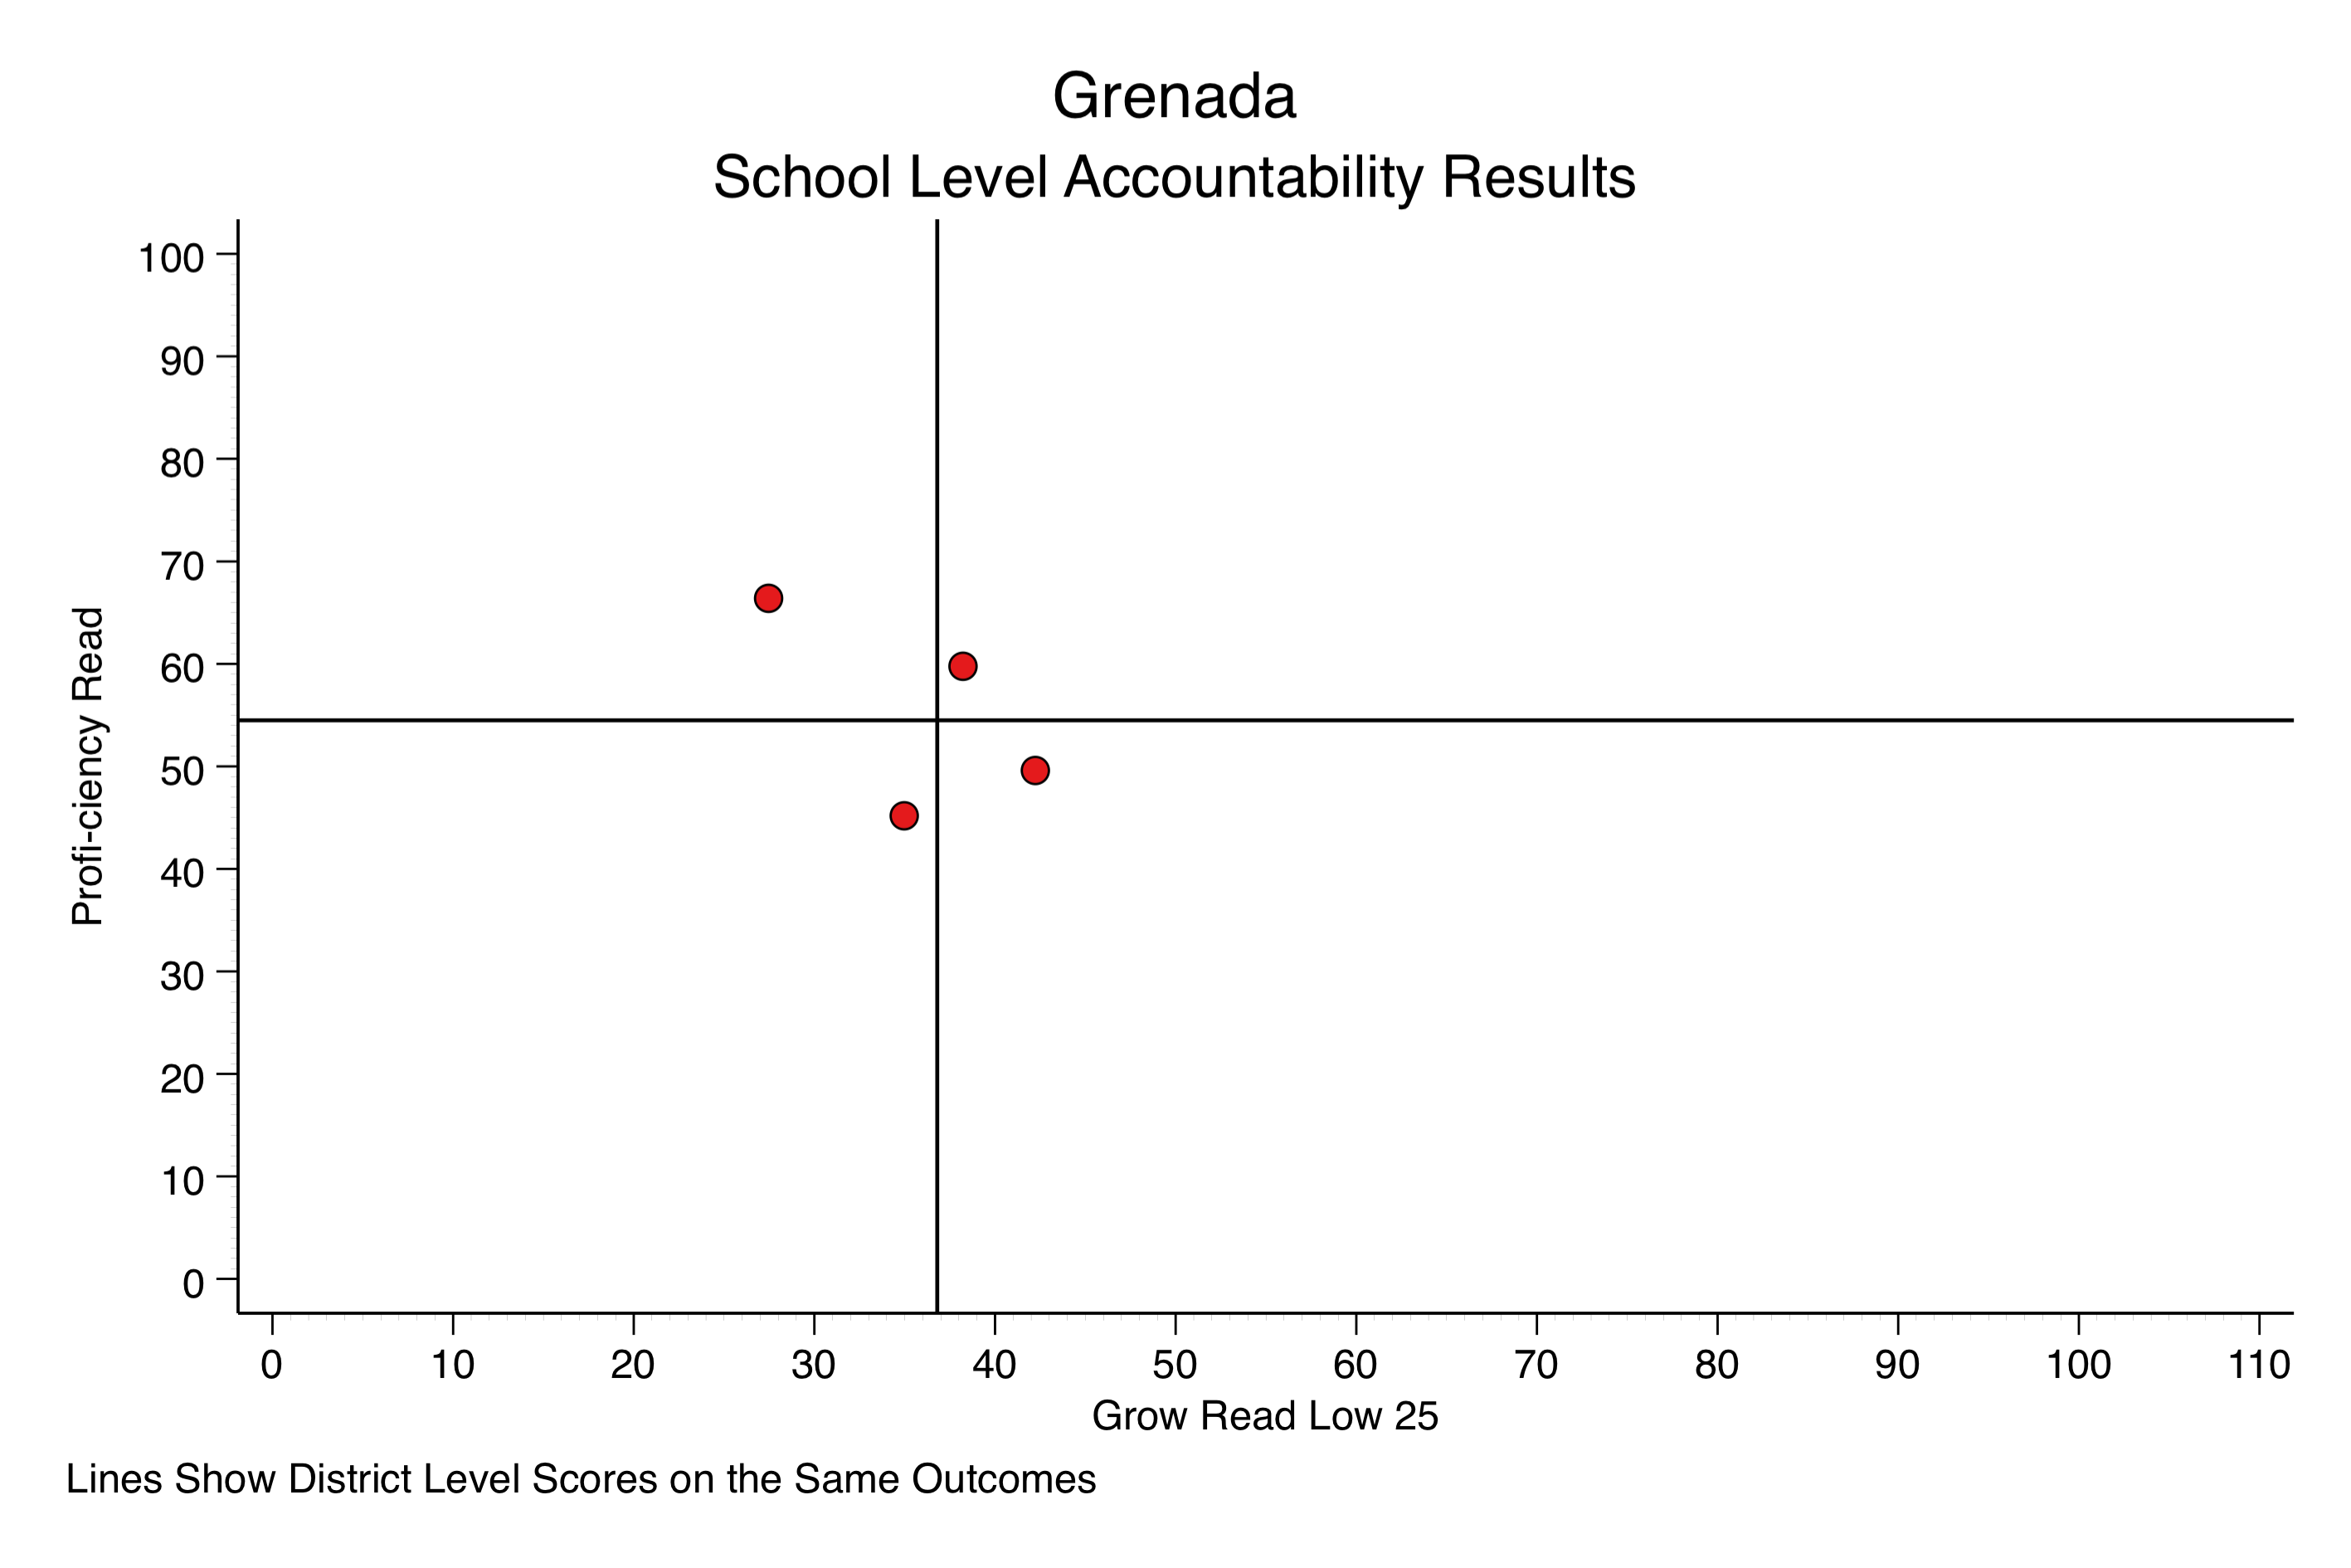 Grenada
School Level Accountability Results
100
90
80
70
60
50
40
30
20
10
0
Profi-ciency Read
0 10 20 30 40 50 60 70 80 90 100 110
Grow Read Low 25
Lines Show District Level Scores on the Same Outcomes